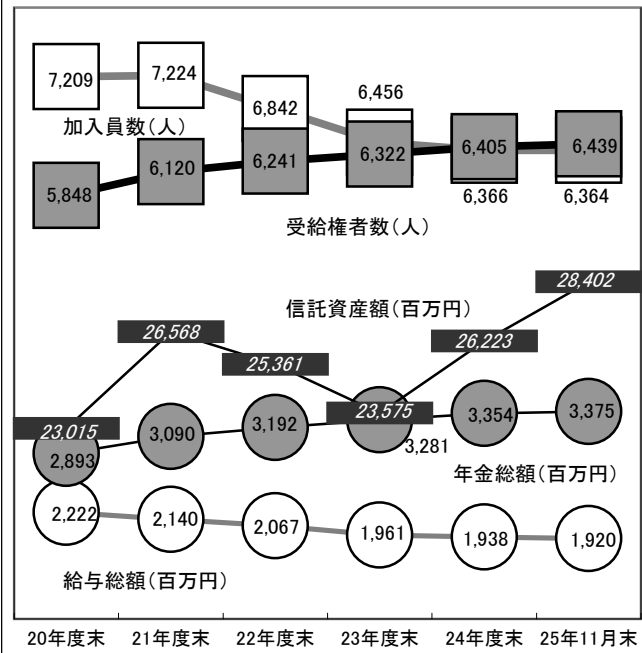 7,209
7,224
6,842
6,456
6,405
6,439
加入員数(人)
5,848
6,120
6,241
6,322
6,366
6,364
受給権者数(人)
28,402
信託資産額(百万円)
26,568
26,223
25,361
23,575
23,015
2,893
3,090
3,192
3,281
3,354
3,375
年金総額(百万円)
2,222
2,140
2,067
1,961
1,938
1,920
給与総額(百万円)
20年度末
21年度末
22年度末
23年度末
24年度末
25年11月末